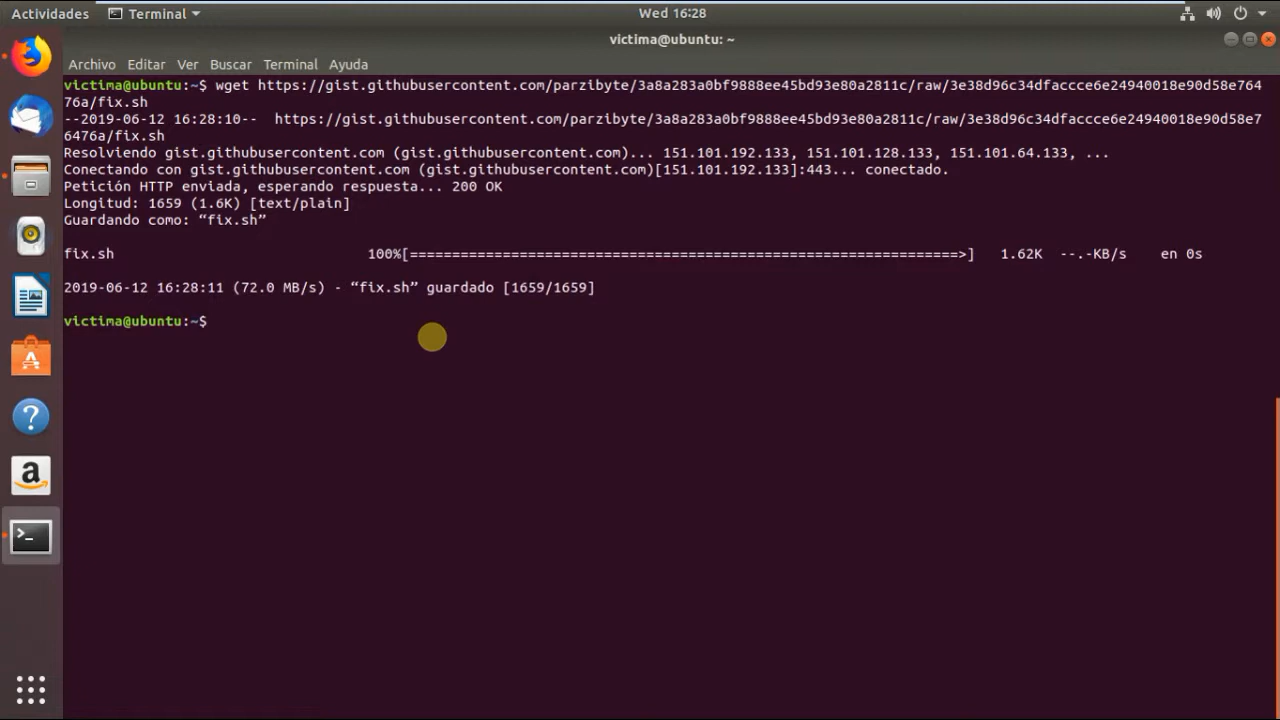 Actividades Terminal Wed 16:28
victima@ubuntu: ~
Archivo Editar Ver Buscar Terminal Ayuda
victima@ubuntu:~$ wget https://gist.githubusercontent.com/parzibyte/3a8a283a0bf9888ee45bd93e80a2811c/raw/3e38d96c34dfaccce6e24940018e90d58e764
76a/fix.sh
--2019-06-12 16:28:10--  https://gist.githubusercontent.com/parzibyte/3a8a283a0bf9888ee45bd93e80a2811c/raw/3e38d96c34dfaccce6e24940018e90d58e7
6476a/fix.sh
Resolviendo gist.githubusercontent.com (gist.githubusercontent.com)... 151.101.192.133, 151.101.128.133, 151.101.64.133, ...
Conectando con gist.githubusercontent.com (gist.githubusercontent.com)[151.101.192.133]:443... conectado.
Petición HTTP enviada, esperando respuesta... 200 OK
Longitud: 1659 (1.6K) [text/plain]
Guardando como: “fix.sh”
fix.sh 100%[==================================================================>] 1.62K --.-KB/s en 0s
2019-06-12 16:28:11 (72.0 MB/s) - “fix.sh” guardado [1659/1659]
victima@ubuntu:~$